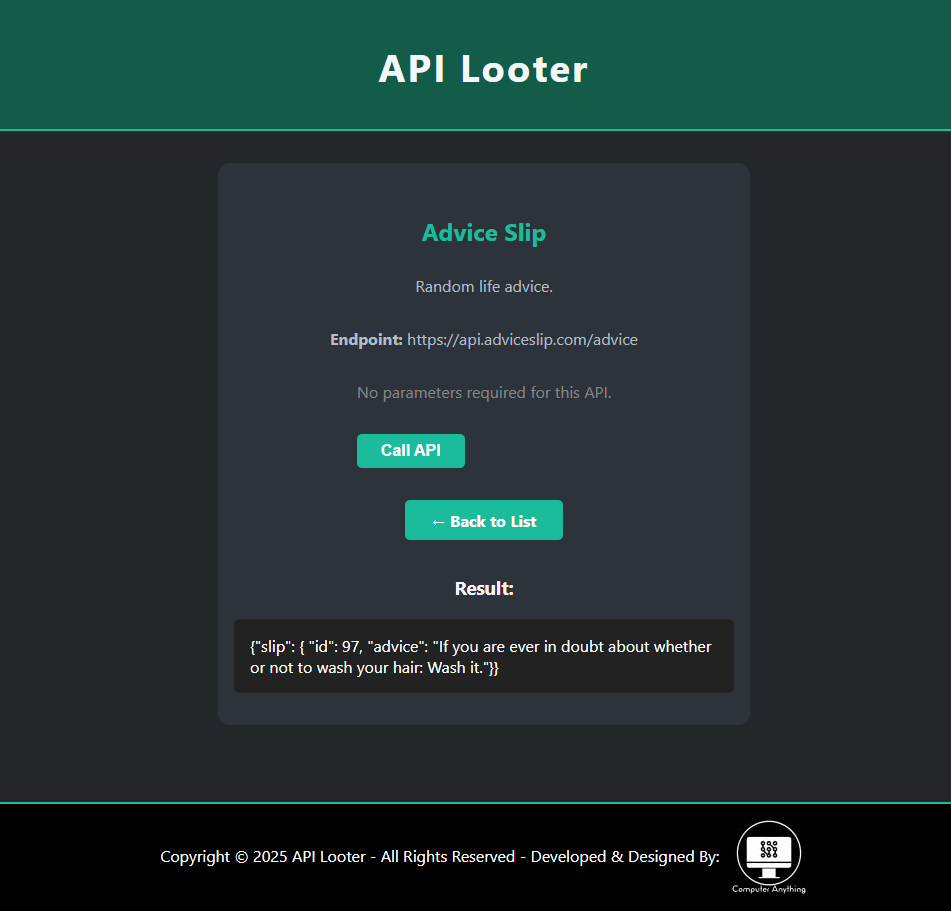 API Looter
Advice Slip
Random life advice.
Endpoint: https://api.adviceslip.com/advice
No parameters required for this API.
Call API
← Back to List
Result:
{"slip": { "id": 97, "advice": "If you are ever in doubt about whether
or not to wash your hair: Wash it."}}
Copyright © 2025 API Looter - All Rights Reserved - Developed & Designed By:
Computer Anything